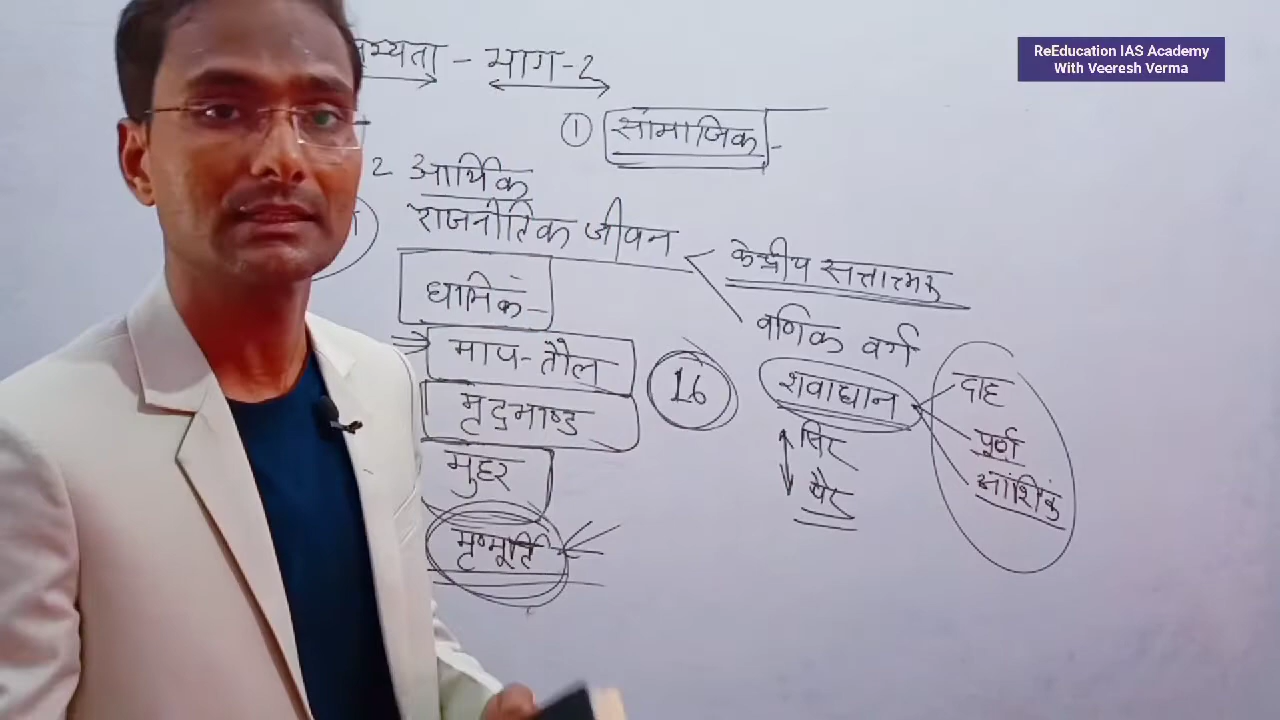 ReEducation IAS Academy
With Veeresh Verma
भ्यता - भाग-2
① सामाजिक-
2 आर्थिक
राजनीतिक जीवन
केन्द्रीय सत्तात्मक
वणिक वर्ग
धार्मिक-
माप-तौल
16
मृदभाण्ड
शवाधान
दाह
पूर्ण
आंशिक
सिर
पैर
मुहर
मृण्मूर्ति